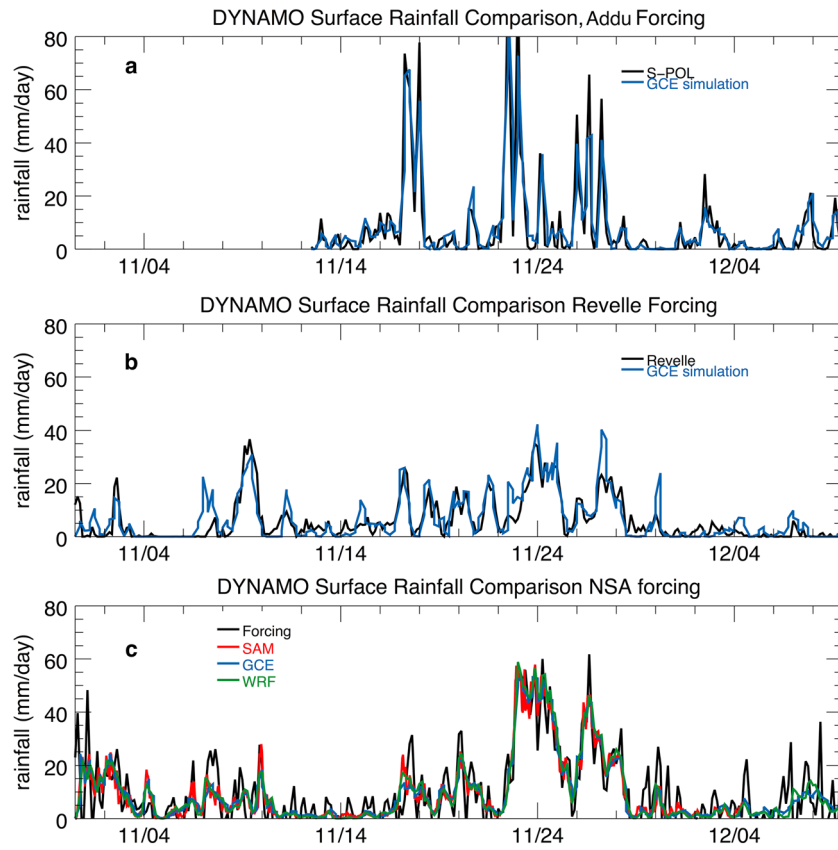 DYNAMO Surface Rainfall Comparison, Addu Forcing
80
a
S-POL
GCE simulation
60
rainfall (mm/day)
40
20
0
11/04 11/14 11/24 12/04
DYNAMO Surface Rainfall Comparison Revelle Forcing
80
b
Revelle
GCE simulation
60
rainfall (mm/day)
40
20
0
11/04 11/14 11/24 12/04
DYNAMO Surface Rainfall Comparison NSA forcing
80
Forcing
c
SAM
GCE
WRF
60
rainfall (mm/day)
40
20
0
11/04 11/14 11/24 12/04